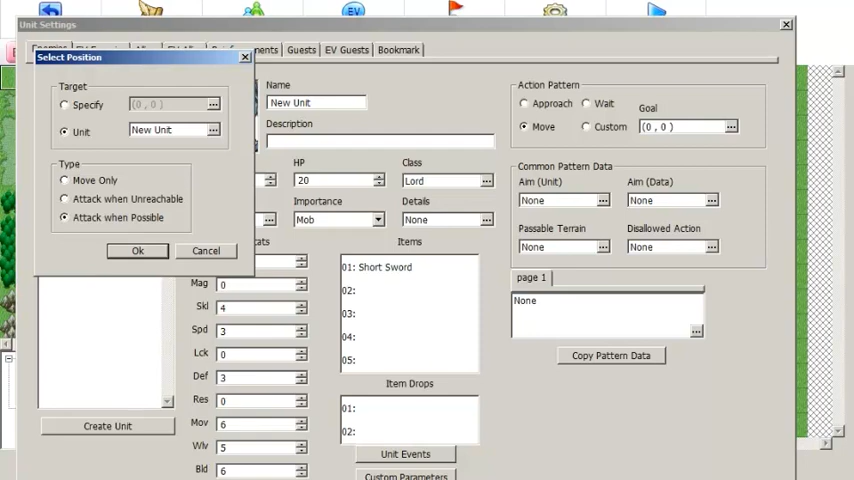 EV
Unit Settings
Guests EV Guests Bookmark
Select Position
Target
Specify (0 , 0 ) ...
Unit New Unit ...
Type
Move Only
Attack when Unreachable
Attack when Possible
Ok Cancel
Name
New Unit
Description
HP
20
Class
Lord ...
Importance
Mob
Details
None ...
Items
01: Short Sword
02:
03:
04:
05:
Item Drops
01:
02:
Unit Events
Custom Parameters
Mag 0
Skl 4
Spd 3
Lck 0
Def 3
Res 0
Mov 6
Wlv 5
Bld 6
Create Unit
Action Pattern
Approach Wait
Move Custom
Goal
(0 , 0 ) ...
Common Pattern Data
Aim (Unit) Aim (Data)
None ... None ...
Passable Terrain Disallowed Action
None ... None ...
page 1
None
...
Copy Pattern Data